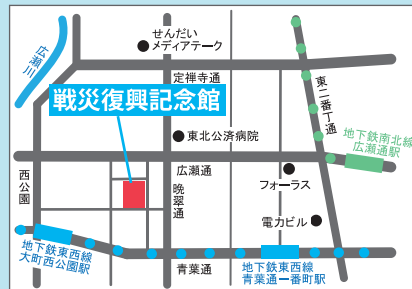 せんだい
メディアテーク
広瀬川
定禅寺通
東二番丁通
戦災復興記念館
東北公済病院
地下鉄南北線
広瀬通駅
広瀬通
西公園
晩翠通
フォーラス
電力ビル
地下鉄東西線
大町西公園駅
青葉通
地下鉄東西線
青葉通一番町駅